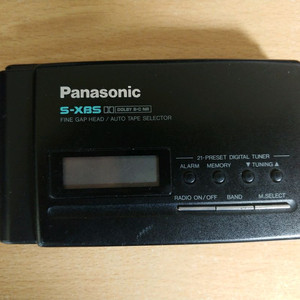 Panasonic
S-XBS DOLBY B-C NR
FINE GAP HEAD / AUTO TAPE SELECTOR
21-PRESET DIGITAL TUNER
ALARM MEMORY ▼ TUNING ▲
RADIO ON / OFF BAND M.SELECT